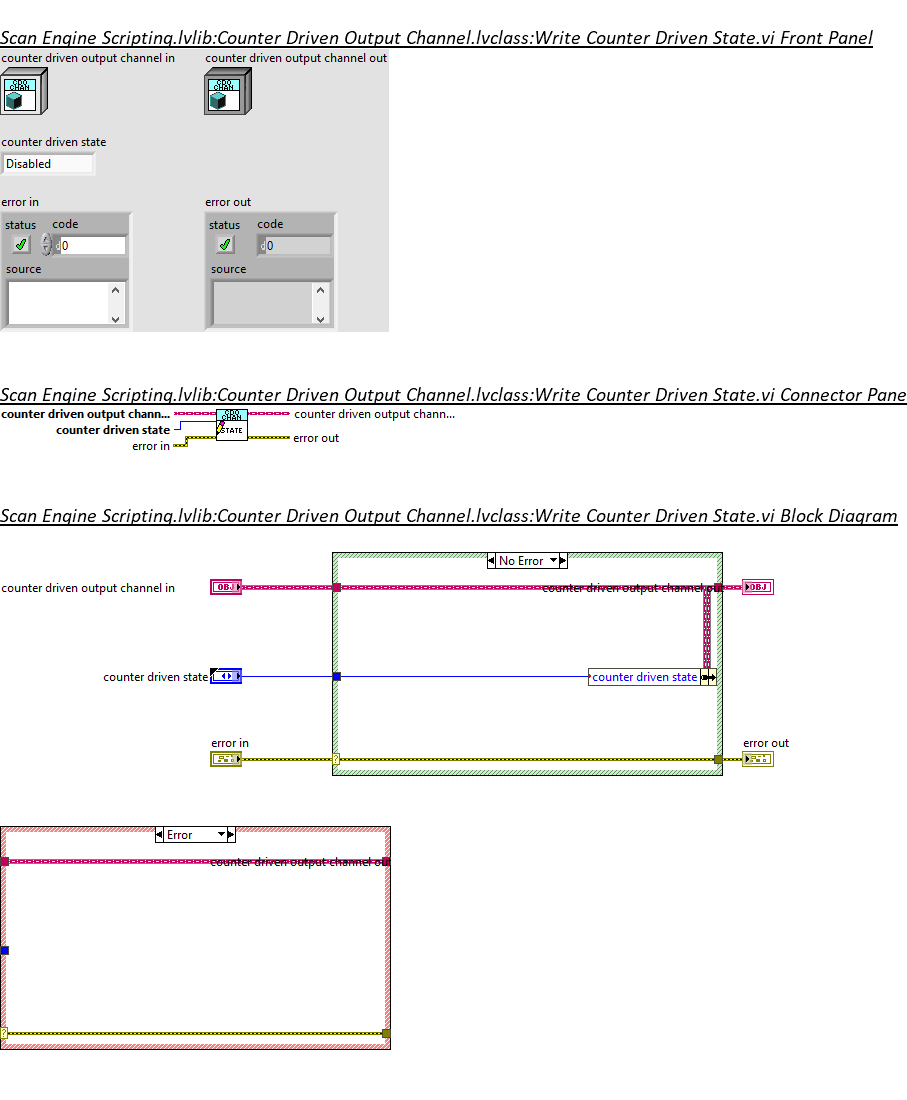 Scan Engine Scripting.lvlib:Counter Driven Output Channel.lvclass:Write Counter Driven State.vi Front Panel
counter driven output channel in
counter driven output channel out
CDO
CHAN
CDO
CHAN
counter driven state
Disabled
error in
error out
status
code
status
code
d
0
d
0
source
source
Scan Engine Scripting.lvlib:Counter Driven Output Channel.lvclass:Write Counter Driven State.vi Connector Pane
counter driven output chann...
CDO
CHAN
counter driven output chann...
counter driven state
STATE
error in
error out
Scan Engine Scripting.lvlib:Counter Driven Output Channel.lvclass:Write Counter Driven State.vi Block Diagram
No Error
counter driven output channel in
OBJ
counter driven output channel out
OBJ
counter driven state
counter driven state
error in
error out
?
Error
counter driven output channel out
?